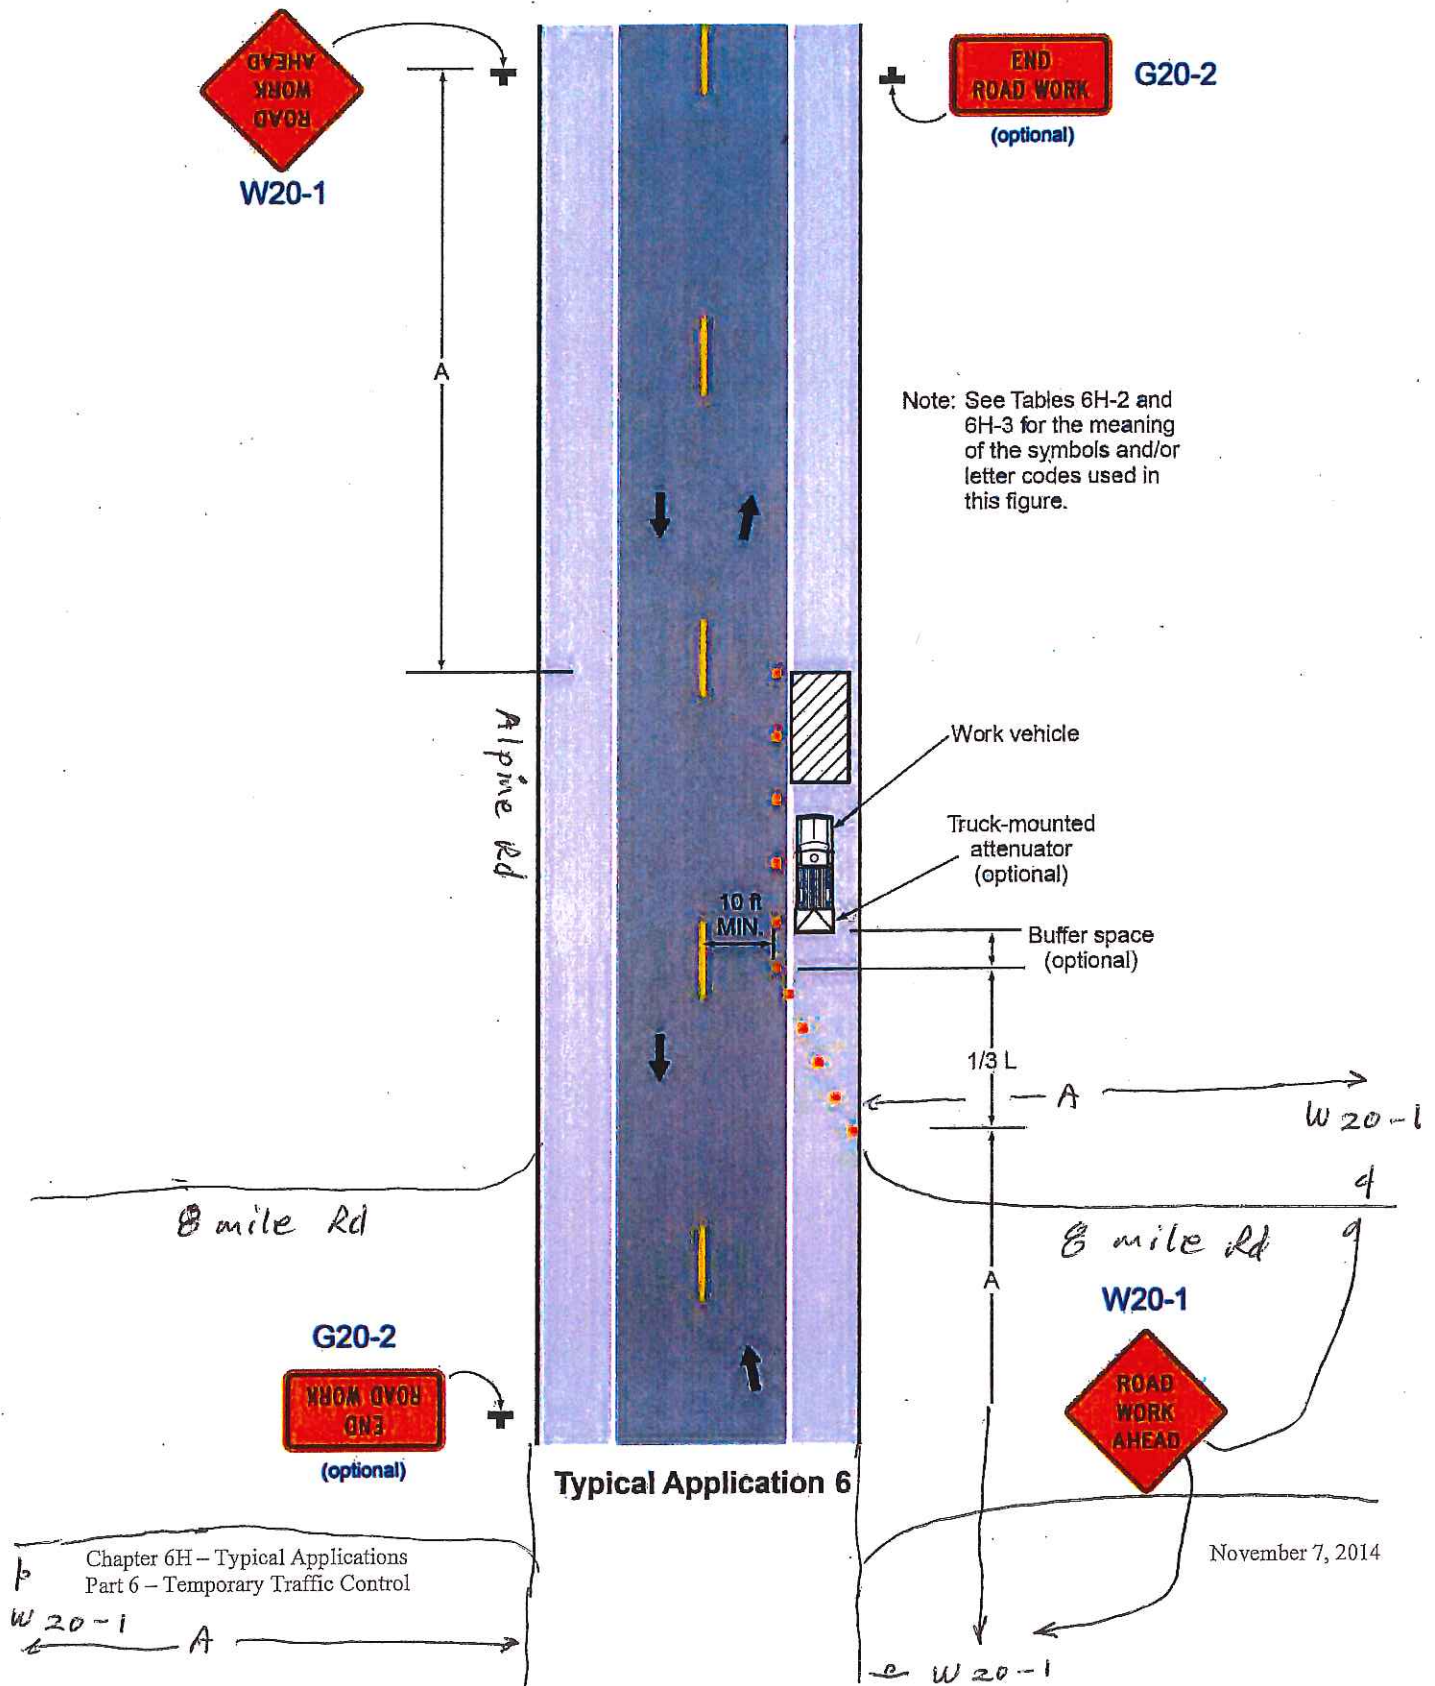 ROAD
WORK
AHEAD
W20-1
END
ROAD WORK
(optional)
G20-2
A
Note: See Tables 6H-2 and
6H-3 for the meaning
of the symbols and/or
letter codes used in
this figure.
Alpine Rd
Work vehicle
Truck-mounted
attenuator
(optional)
10 ft
MIN.
Buffer space
(optional)
1/3 L
A
W20-1
8 mile Rd
8 mile Rd
A
W20-1
ROAD
WORK
AHEAD
G20-2
END
ROAD WORK
(optional)
Typical Application 6
Chapter 6H – Typical Applications
Part 6 – Temporary Traffic Control
November 7, 2014
W20-1
A
W20-1